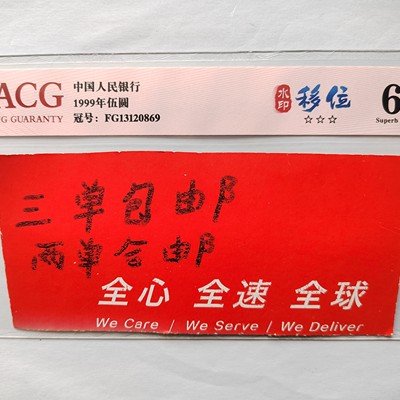 ACG
NG GUARANTY
中国人民银行
1999年伍圆
冠号：FG13120869
水印
移位
☆☆☆
6
Superb
三单包邮
两单合邮
全心 全速 全球
We Care / We Serve / We Deliver